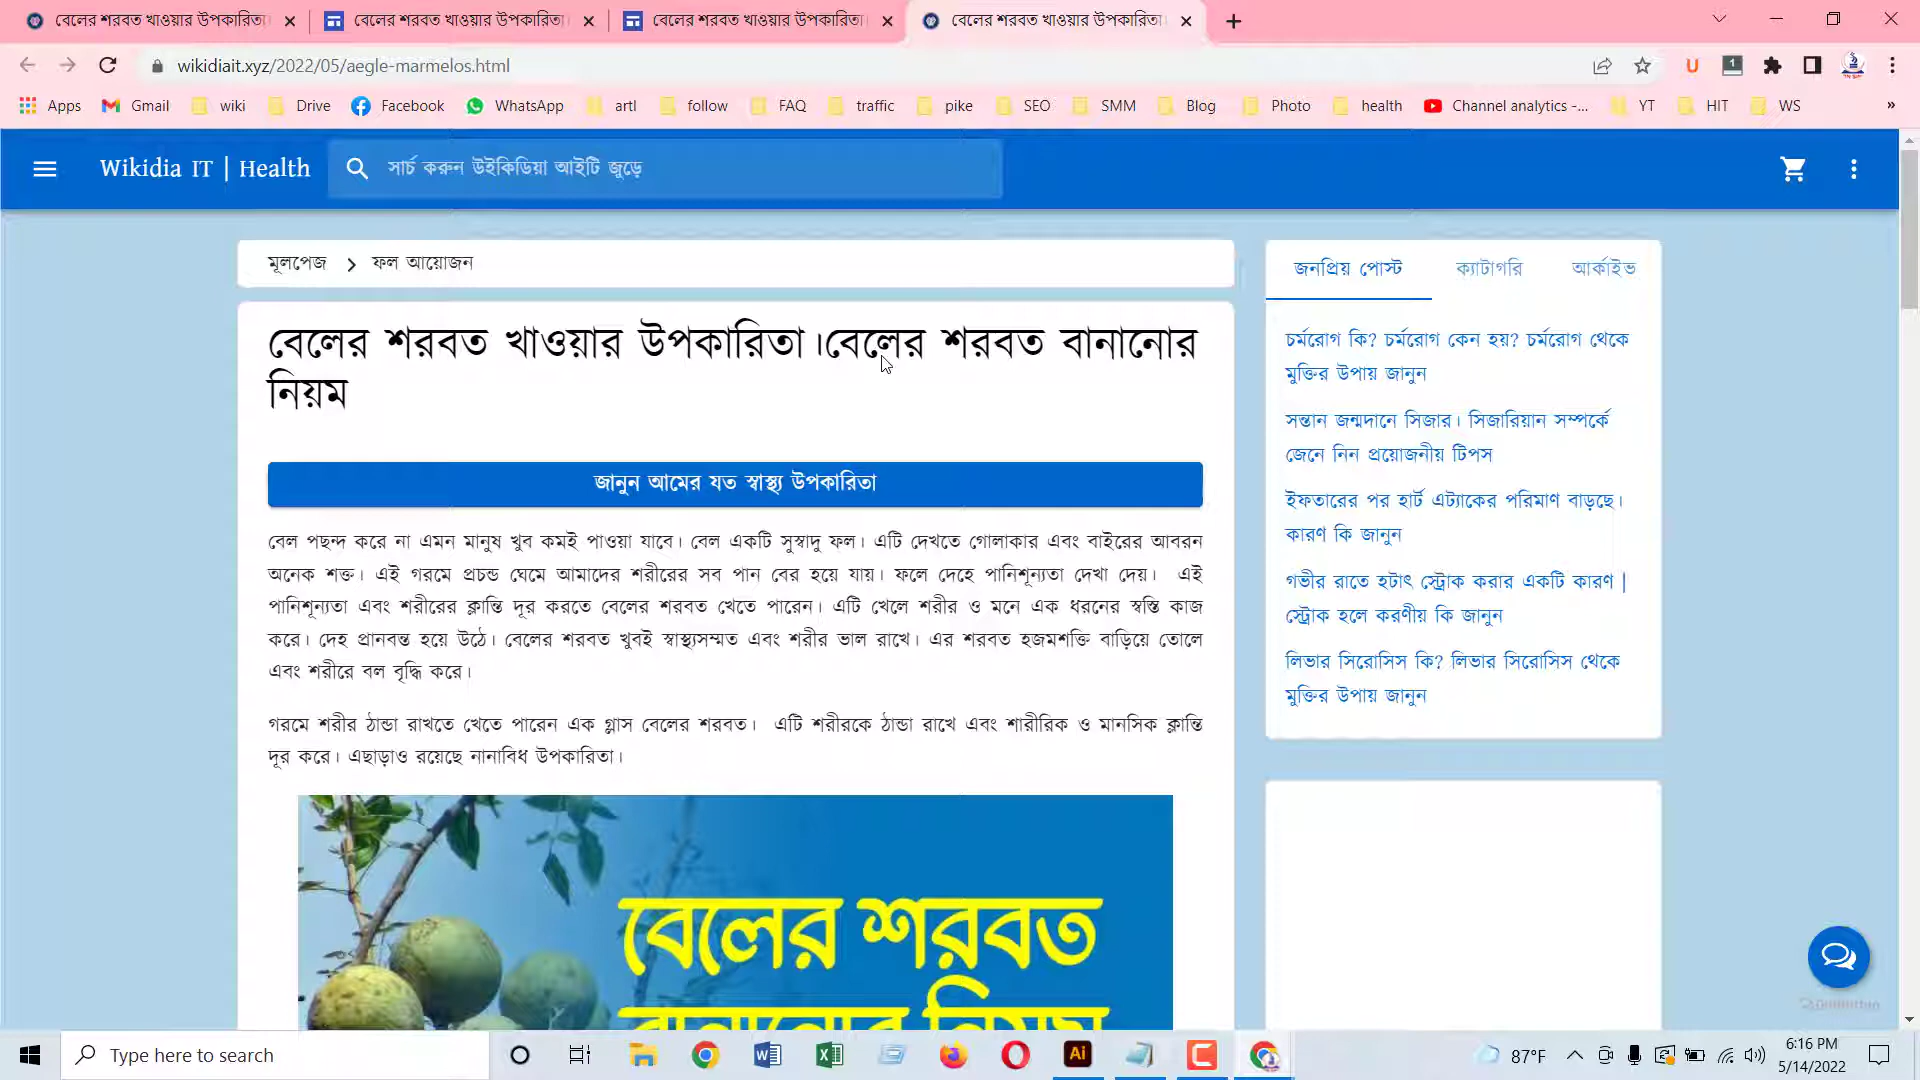 বেলের শরবত খাওয়ার উপকারিতা
বেলের শরবত খাওয়ার উপকারিতা
বেলের শরবত খাওয়ার উপকারিতা
বেলের শরবত খাওয়ার উপকারিতা
wikidiait.xyz/2022/05/aegle-marmelos.html
U
1
Apps
Gmail
wiki
Drive
Facebook
WhatsApp
artl
follow
FAQ
traffic
pike
SEO
SMM
Blog
Photo
health
Channel analytics -...
YT
HIT
WS
»
Wikidia IT | Health
সার্চ করুন উইকিডিয়া আইটি জুড়ে
মূলপেজ
ফল আয়োজন
বেলের শরবত খাওয়ার উপকারিতা।বেলের শরবত বানানোর
নিয়ম
জানুন আমের যত স্বাস্থ্য উপকারিতা
বেল পছন্দ করে না এমন মানুষ খুব কমই পাওয়া যাবে। বেল একটি সুস্বাদু ফল। এটি দেখতে গোলাকার এবং বাইরের আবরন
অনেক শক্ত। এই গরমে প্রচন্ড ঘেমে আমাদের শরীরের সব পান বের হয়ে যায়। ফলে দেহে পানিশূন্যতা দেখা দেয়। এই
পানিশূন্যতা এবং শরীরের ক্লান্তি দূর করতে বেলের শরবত খেতে পারেন। এটি খেলে শরীর ও মনে এক ধরনের স্বস্তি কাজ
করে। দেহ প্রানবন্ত হয়ে উঠে। বেলের শরবত খুবই স্বাস্থ্যসম্মত এবং শরীর ভাল রাখে। এর শরবত হজমশক্তি বাড়িয়ে তোলে
এবং শরীরে বল বৃদ্ধি করে।
গরমে শরীর ঠান্ডা রাখতে খেতে পারেন এক গ্লাস বেলের শরবত। এটি শরীরকে ঠান্ডা রাখে এবং শারীরিক ও মানসিক ক্লান্তি
দূর করে। এছাড়াও রয়েছে নানাবিধ উপকারিতা।
বেলের শরবত
বানানোর নিয়ম
জনপ্রিয় পোস্ট
ক্যাটাগরি
আর্কাইভ
চর্মরোগ কি? চর্মরোগ কেন হয়? চর্মরোগ থেকে
মুক্তির উপায় জানুন
সন্তান জন্মদানে সিজার। সিজারিয়ান সম্পর্কে
জেনে নিন প্রয়োজনীয় টিপস
ইফতারের পর হার্ট এট্যাকের পরিমাণ বাড়ছে।
কারণ কি জানুন
গভীর রাতে হটাৎ স্ট্রোক করার একটি কারণ |
স্ট্রোক হলে করণীয় কি জানুন
লিভার সিরোসিস কি? লিভার সিরোসিস থেকে
মুক্তির উপায় জানুন
Type here to search
Ai
87°F
6:16 PM
5/14/2022